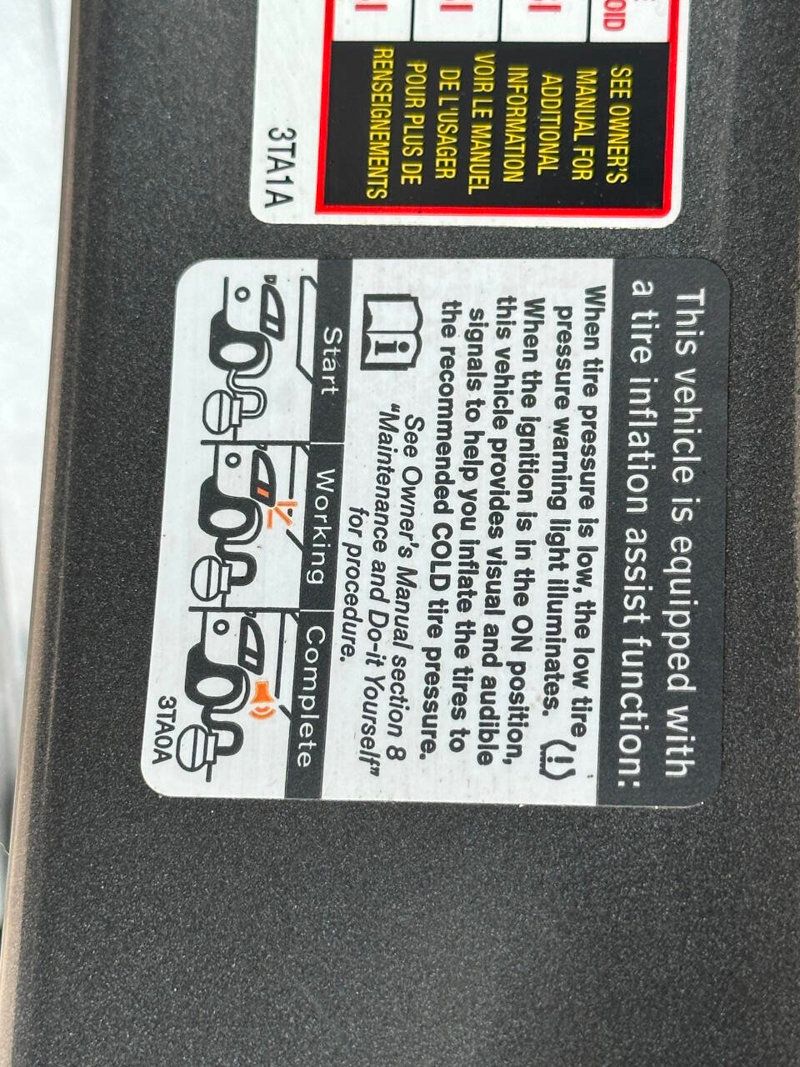 OID
SEE OWNER'S
MANUAL FOR
ADDITIONAL
INFORMATION
VOIR LE MANUEL
DE L'USAGER
POUR PLUS DE
RENSEIGNEMENTS
3TA1A
This vehicle is equipped with
a tire inflation assist function:
When tire pressure is low, the low tire
pressure warning light illuminates. (!)
When the ignition is in the ON position,
this vehicle provides visual and audible
signals to help you inflate the tires to
the recommended COLD tire pressure.
See Owner's Manual section 8
"Maintenance and Do-it Yourself"
for procedure.
Start
Working
Complete
3TA0A